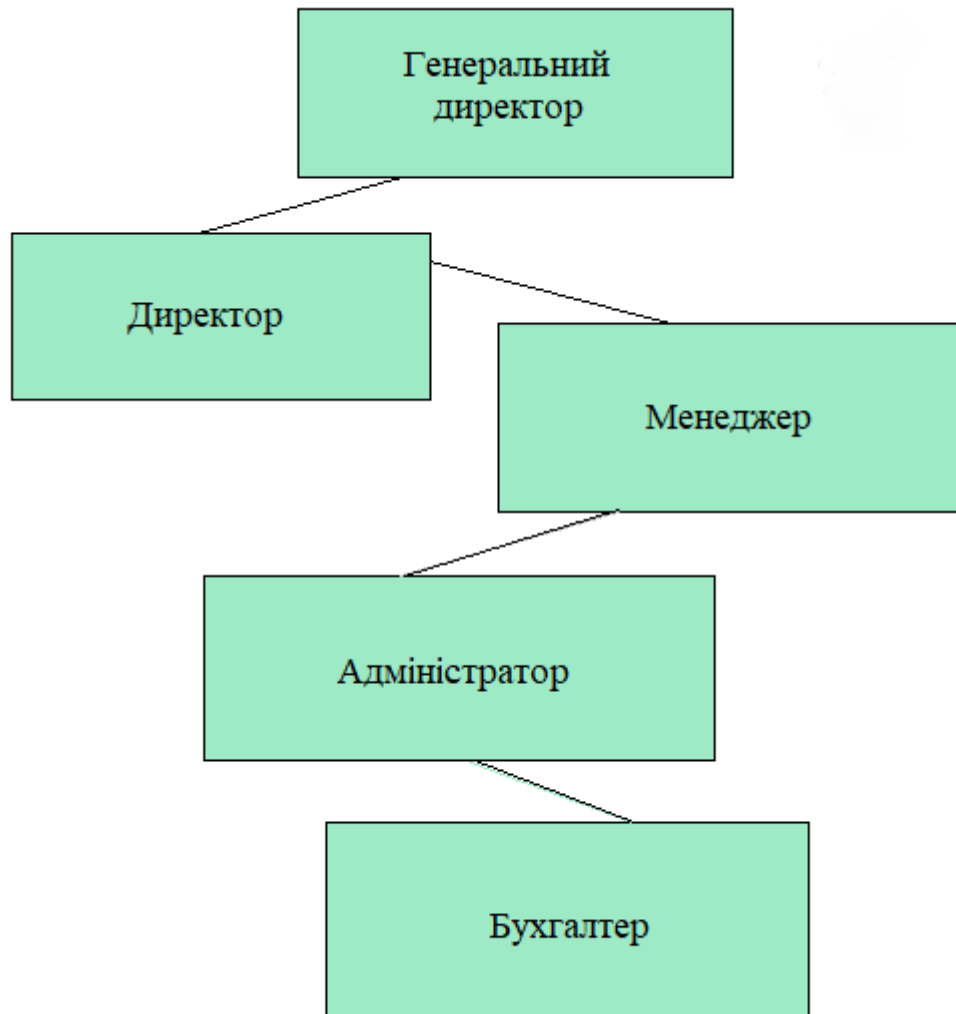 Генеральний
директор
Директор
Менеджер
Адміністратор
Бухгалтер